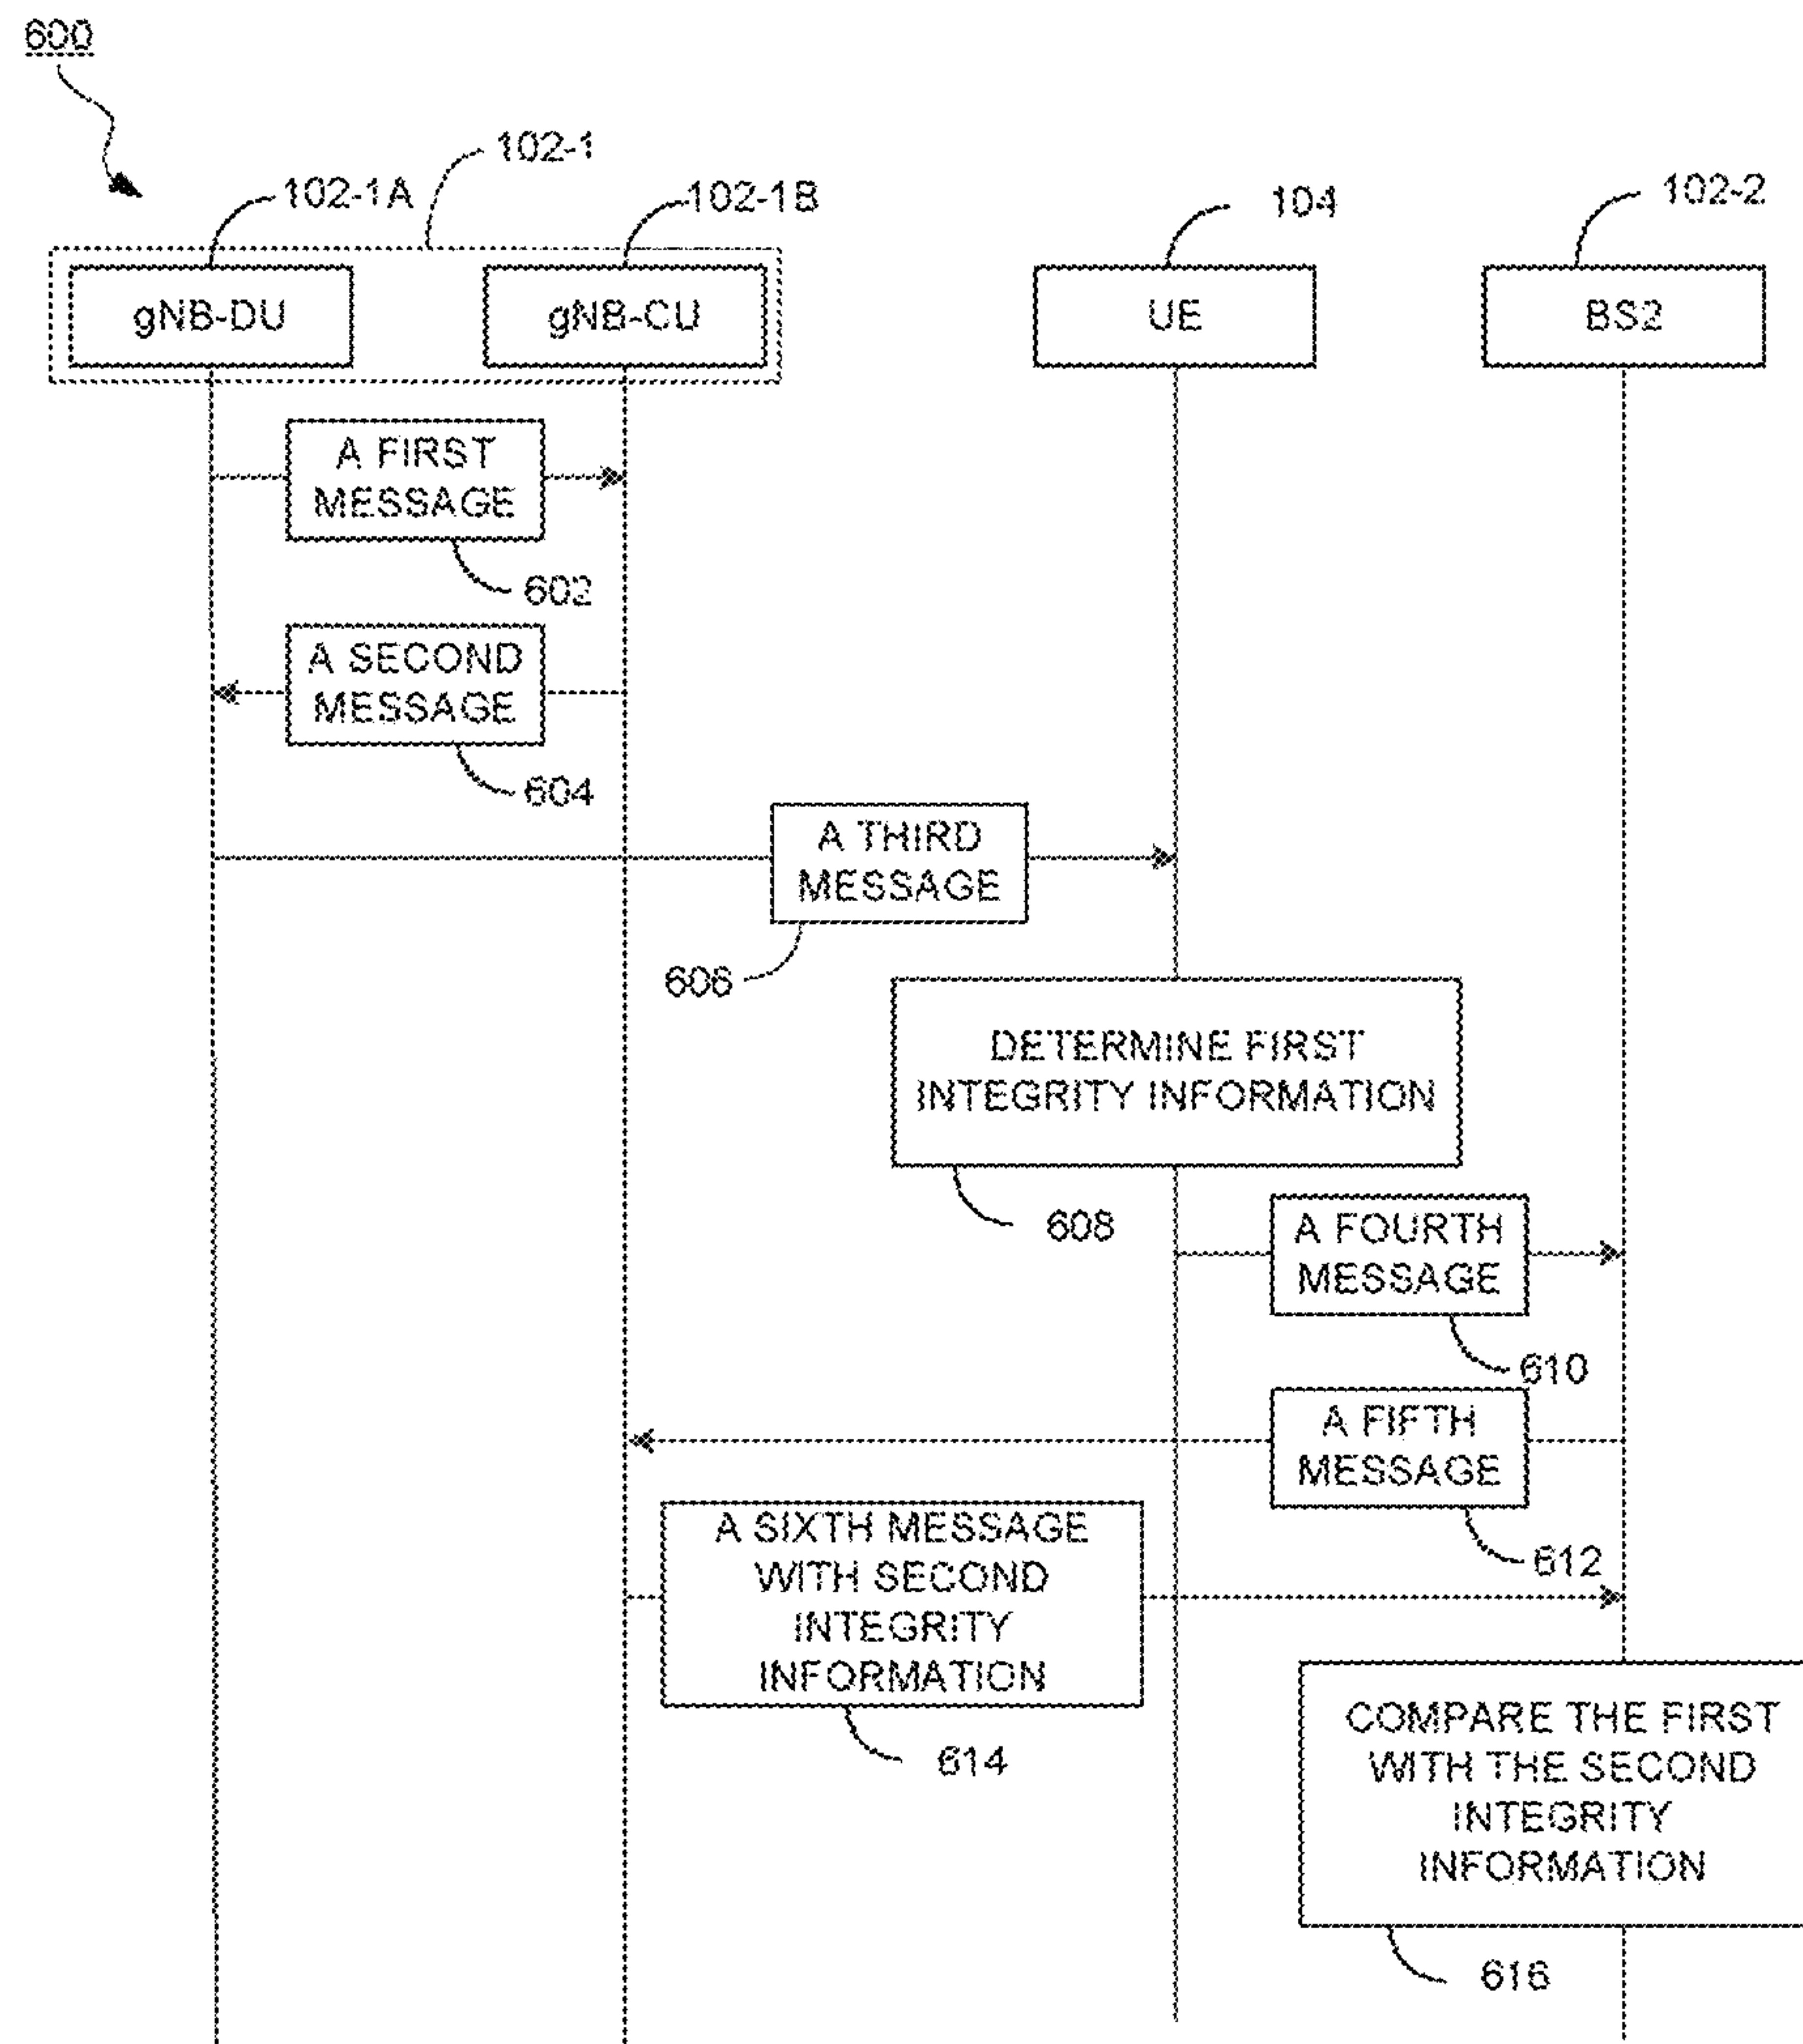 600
102-1
102-1A
102-1B
104
102-2
gNB-DU
gNB-CU
UE
BS2
A FIRST
MESSAGE
602
A SECOND
MESSAGE
604
A THIRD
MESSAGE
606
DETERMINE FIRST
INTEGRITY INFORMATION
608
A FOURTH
MESSAGE
610
A FIFTH
MESSAGE
612
A SIXTH MESSAGE
WITH SECOND
INTEGRITY
INFORMATION
614
COMPARE THE FIRST
WITH THE SECOND
INTEGRITY
INFORMATION
616